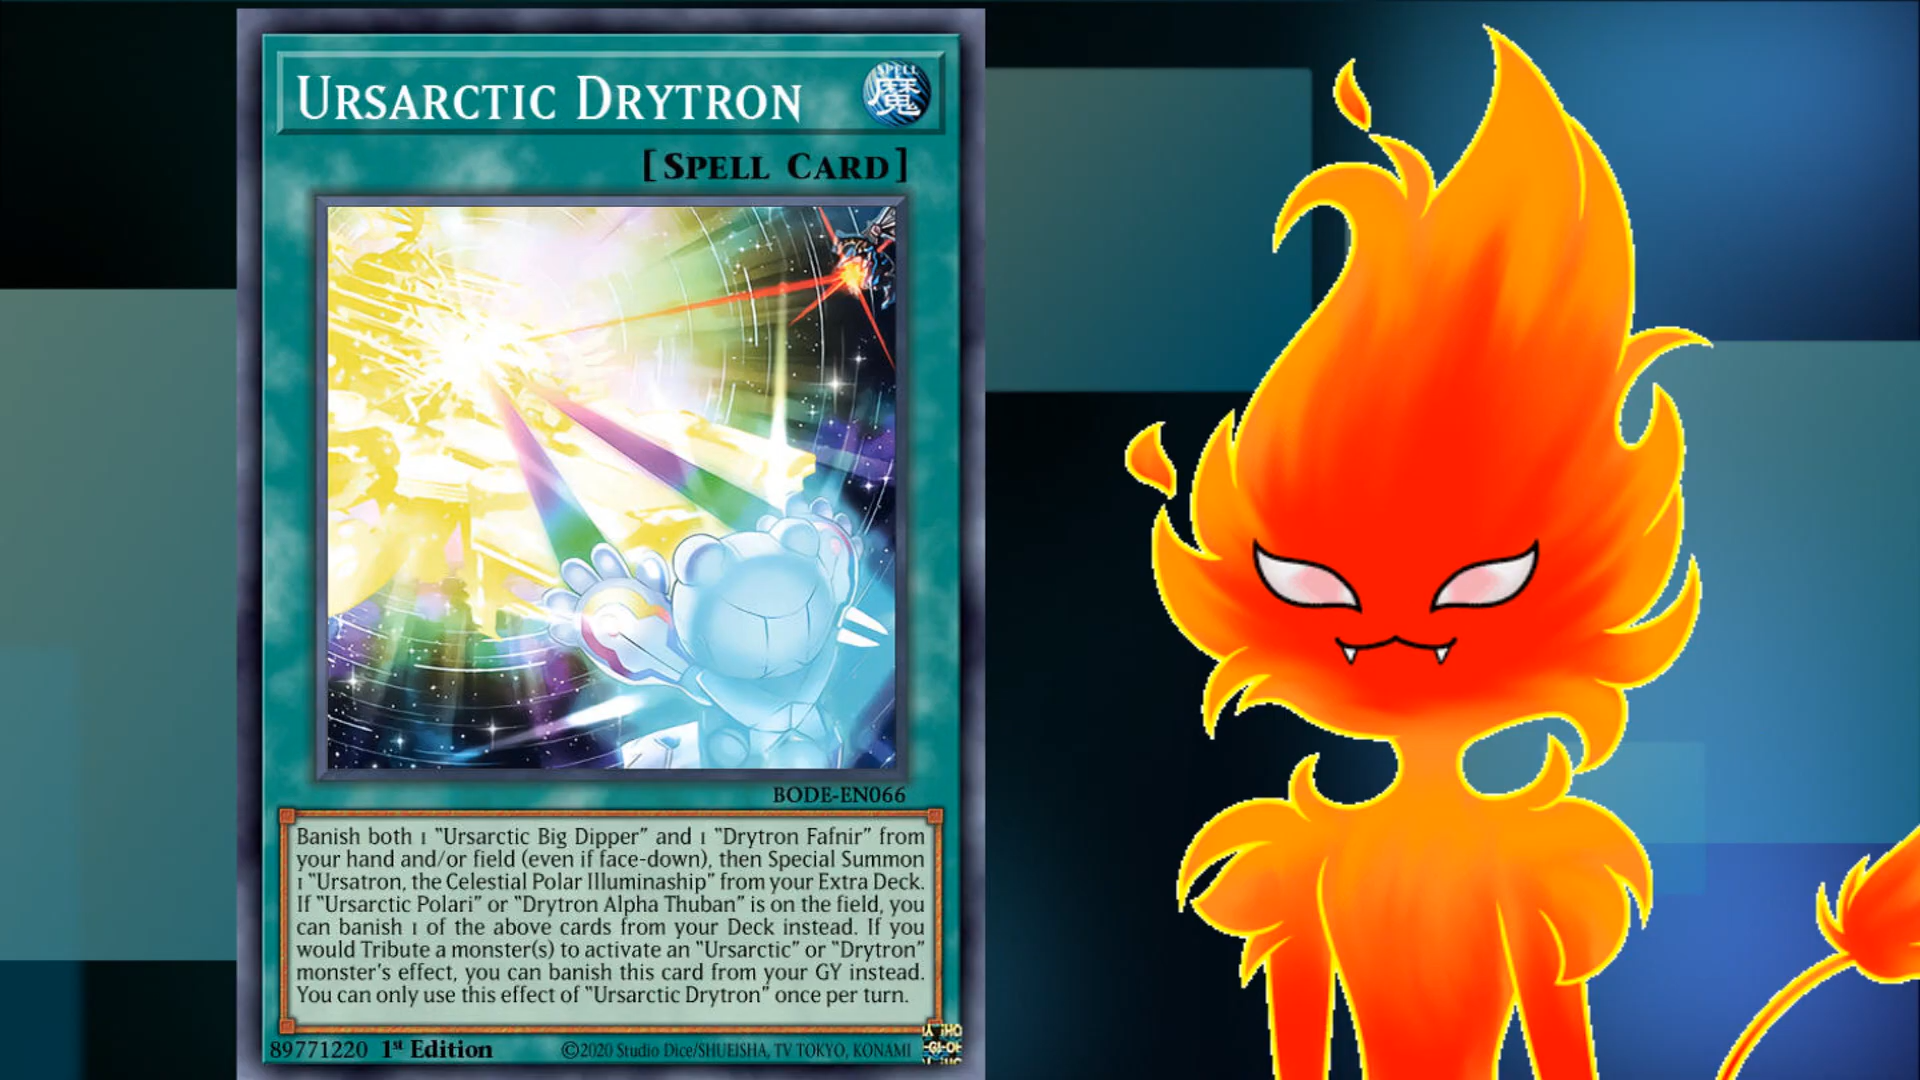 URSARCTIC DRYTRON
SPELL
魔
[SPELL CARD]
BODE-EN066
Banish both 1 "Ursarctic Big Dipper" and 1 "Drytron Fafnir" from
your hand and/or field (even if face-down), then Special Summon
1 "Ursatron, the Celestial Polar Illuminaship" from your Extra Deck.
If "Ursarctic Polari" or "Drytron Alpha Thuban" is on the field, you
can banish 1 of the above cards from your Deck instead. If you
would Tribute a monster(s) to activate an "Ursarctic" or "Drytron"
monster's effect, you can banish this card from your GY instead.
You can only use this effect of "Ursarctic Drytron" once per turn.
89771220 1st Edition ©2020 Studio Dice/SHUEISHA, TV TOKYO, KONAMI